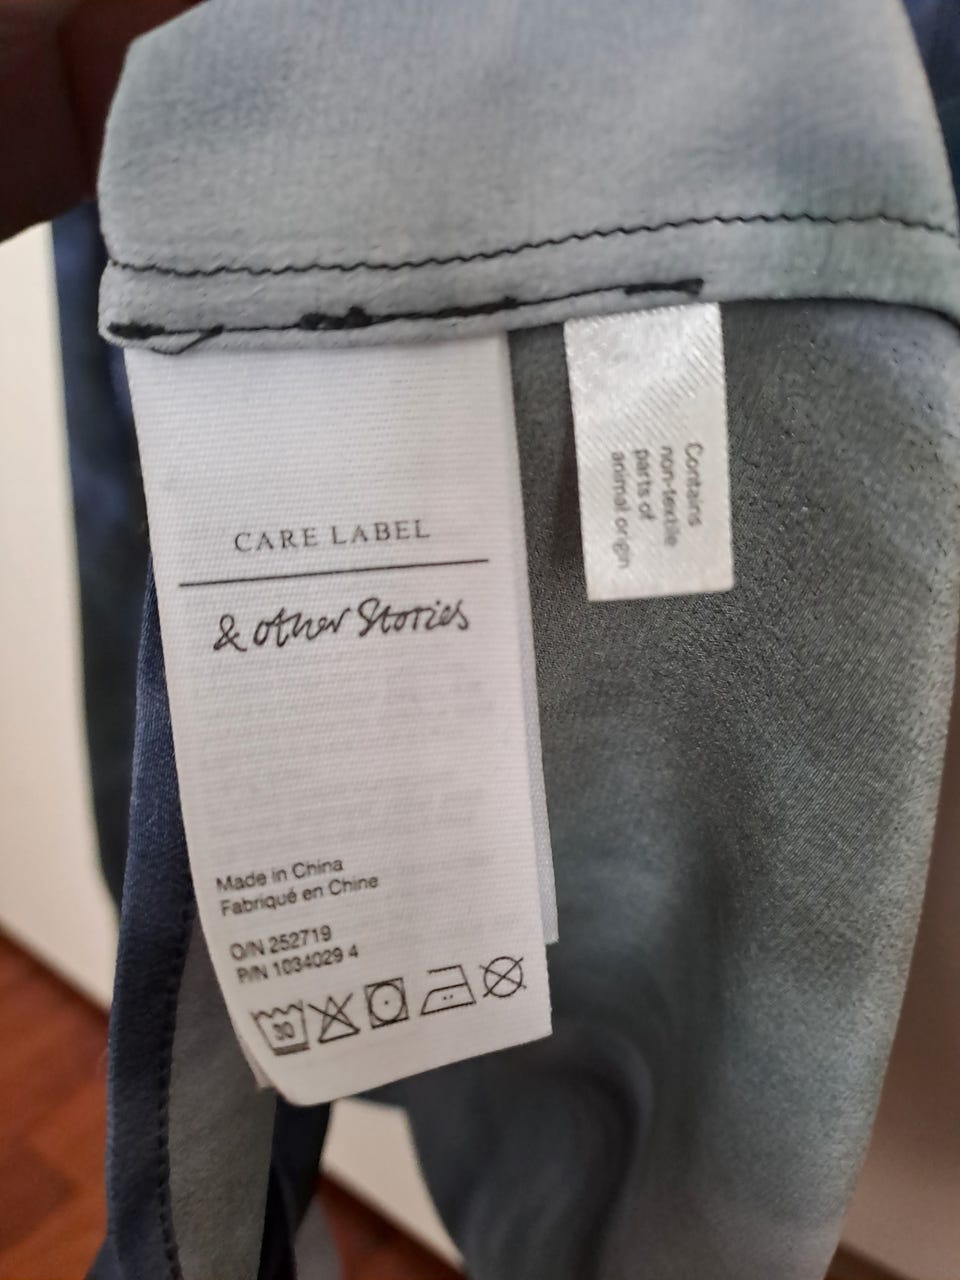 CARE LABEL
& other Stories
Made in China
Fabriqué en Chine
O/N 252719
P/N 1034029 4
30
Contains
non-textile
parts of
animal origin